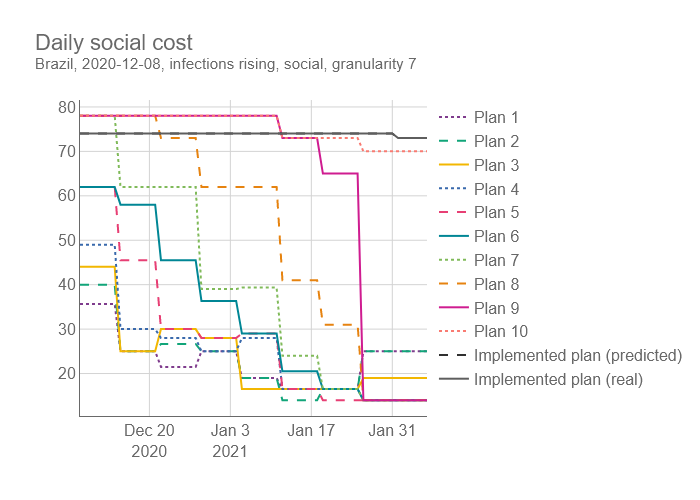 Daily social cost
Brazil, 2020-12-08, infections rising, social, granularity 7
80
70
60
50
40
30
20
Dec 20
2020
Jan 3
2021
Jan 17
Jan 31
Plan 1
Plan 2
Plan 3
Plan 4
Plan 5
Plan 6
Plan 7
Plan 8
Plan 9
Plan 10
Implemented plan (predicted)
Implemented plan (real)